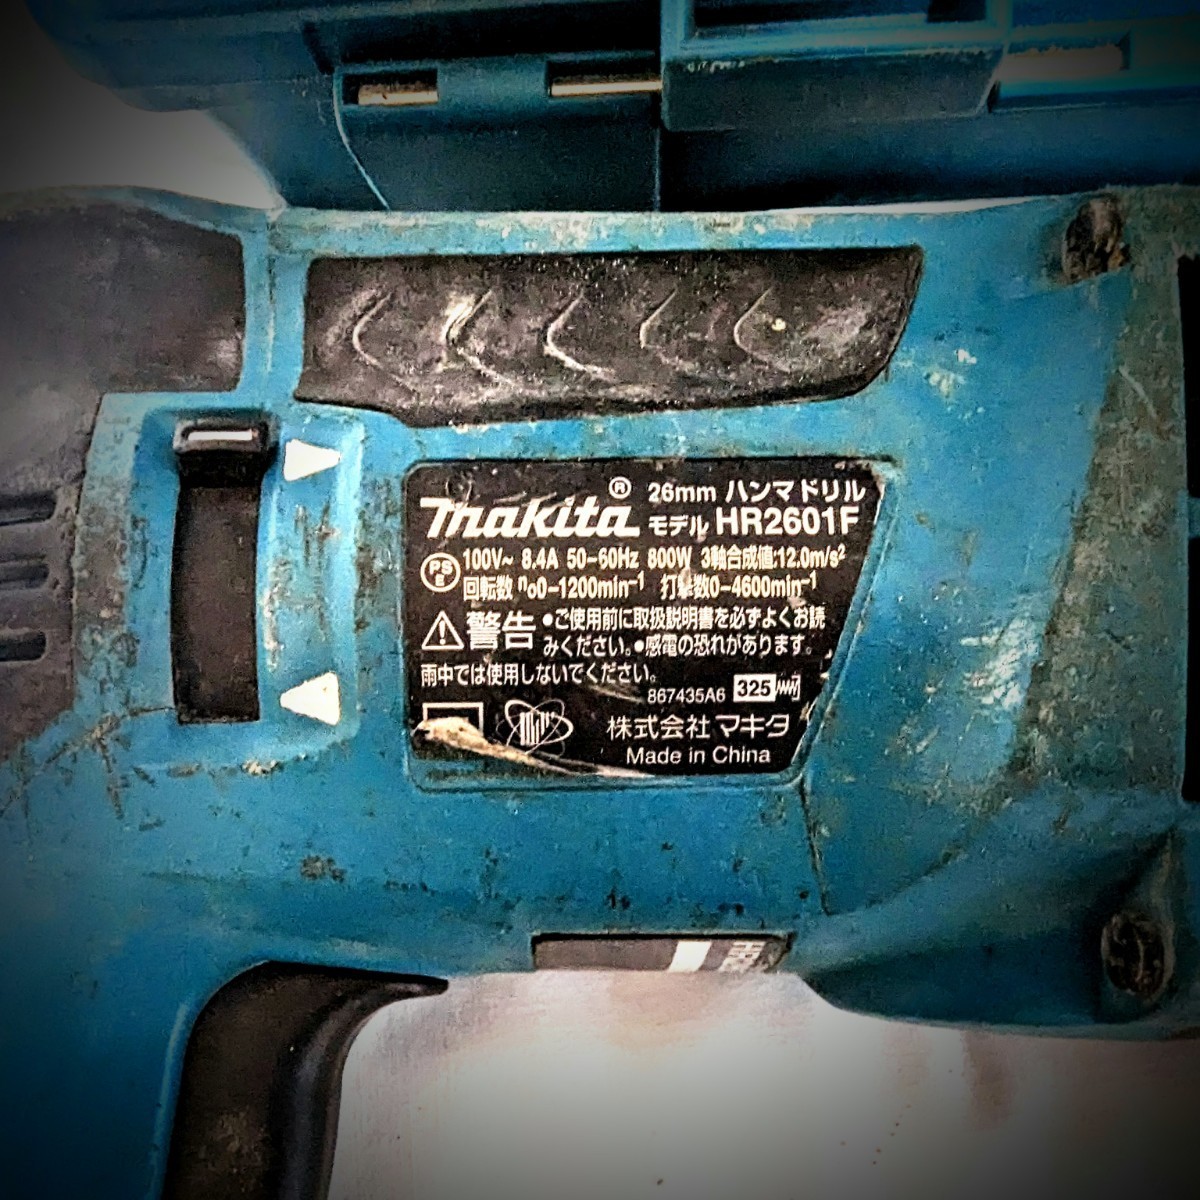 makita® 26mm ハンマドリル
モデル HR2601F
PS E 100V~ 8.4A 50-60Hz 800W 3軸合成値:12.0m/s²
回転数 n₀0-1200min⁻¹ 打撃数0-4600min⁻¹
警告 •ご使用前に取扱説明書を必ずよくお読
みください。•感電の恐れがあります。
雨中では使用しないでください。
867435A6 325
株式会社 マキタ
Made in China